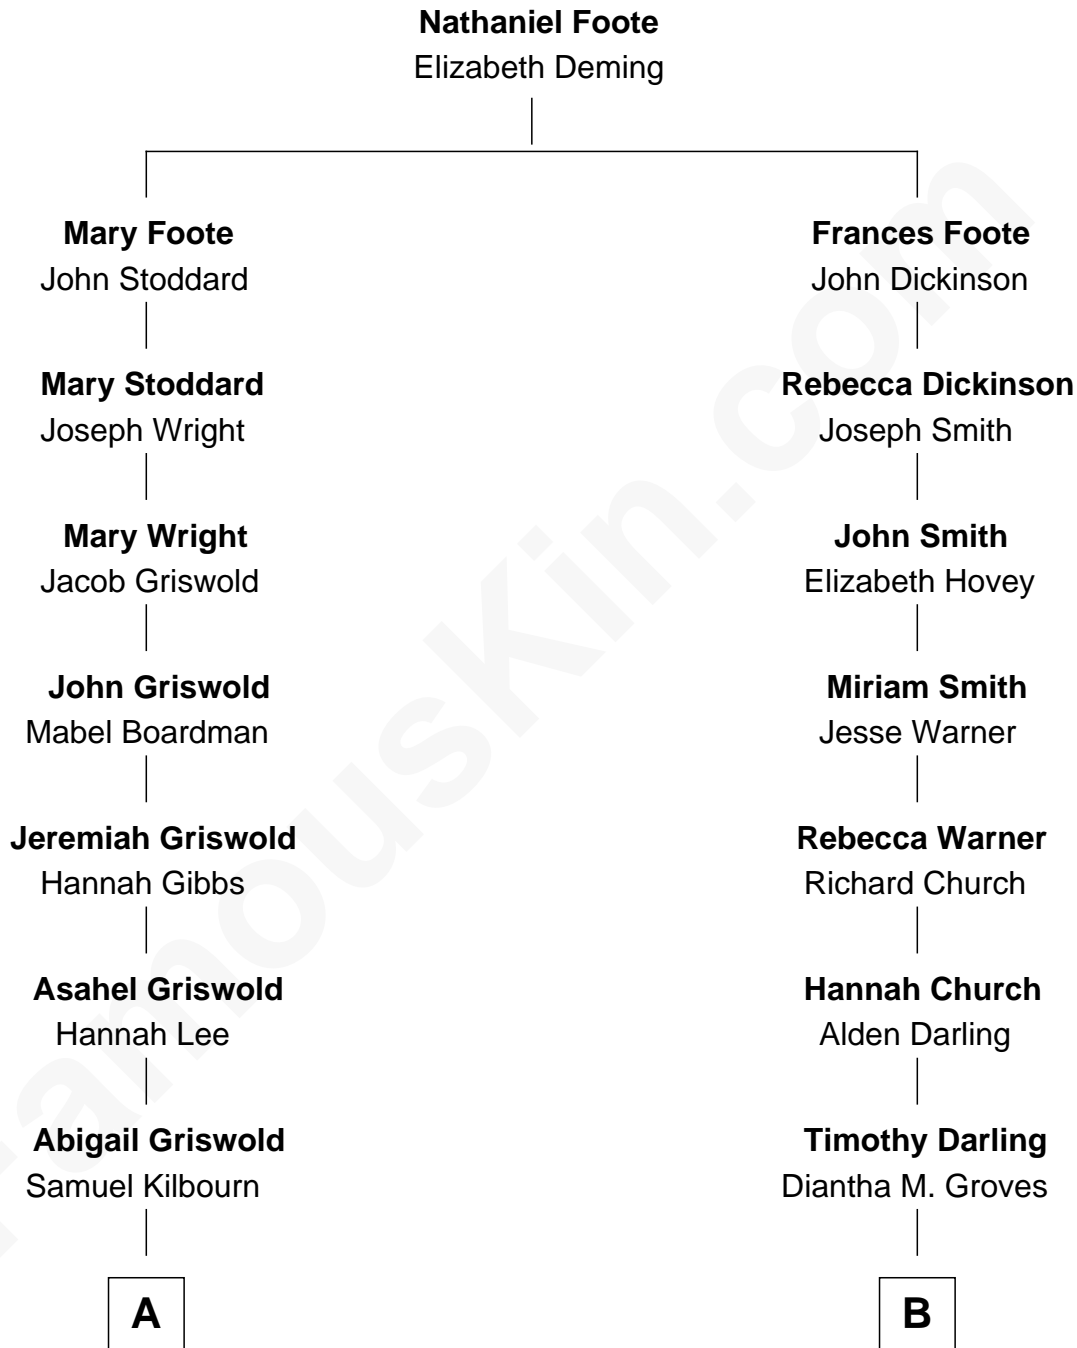 Nathaniel Foote
Elizabeth Deming
Mary Foote
John Stoddard
Mary Stoddard
Joseph Wright
Mary Wright
Jacob Griswold
John Griswold
Mabel Boardman
Jeremiah Griswold
Hannah Gibbs
Asahel Griswold
Hannah Lee
Abigail Griswold
Samuel Kilbourn
A
Frances Foote
John Dickinson
Rebecca Dickinson
Joseph Smith
John Smith
Elizabeth Hovey
Miriam Smith
Jesse Warner
Rebecca Warner
Richard Church
Hannah Church
Alden Darling
Timothy Darling
Diantha M. Groves
B
FamousKin.com